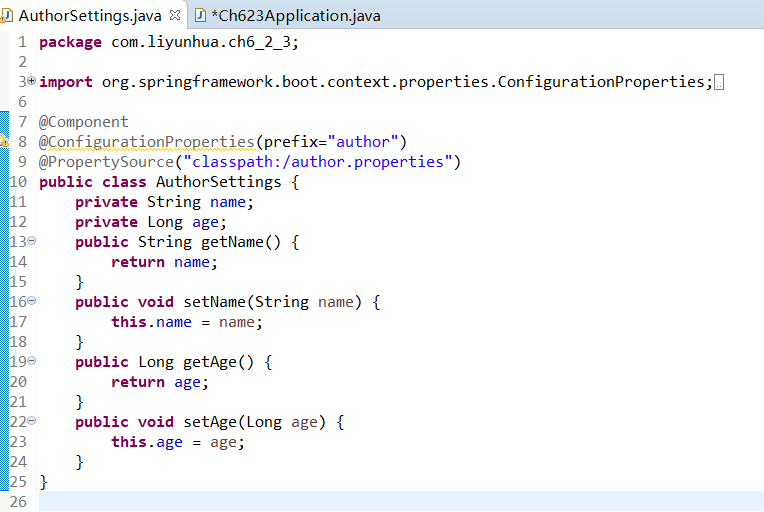 AuthorSettings.java *Ch623Application.java
1 package com.liyunhua.ch6_2_3;
2
3 import org.springframework.boot.context.properties.ConfigurationProperties;
6
7 @Component
8 @ConfigurationProperties(prefix="author")
9 @PropertySource("classpath:/author.properties")
10 public class AuthorSettings {
11 private String name;
12 private Long age;
13 public String getName() {
14 return name;
15 }
16 public void setName(String name) {
17 this.name = name;
18 }
19 public Long getAge() {
20 return age;
21 }
22 public void setAge(Long age) {
23 this.age = age;
24 }
25 }
26